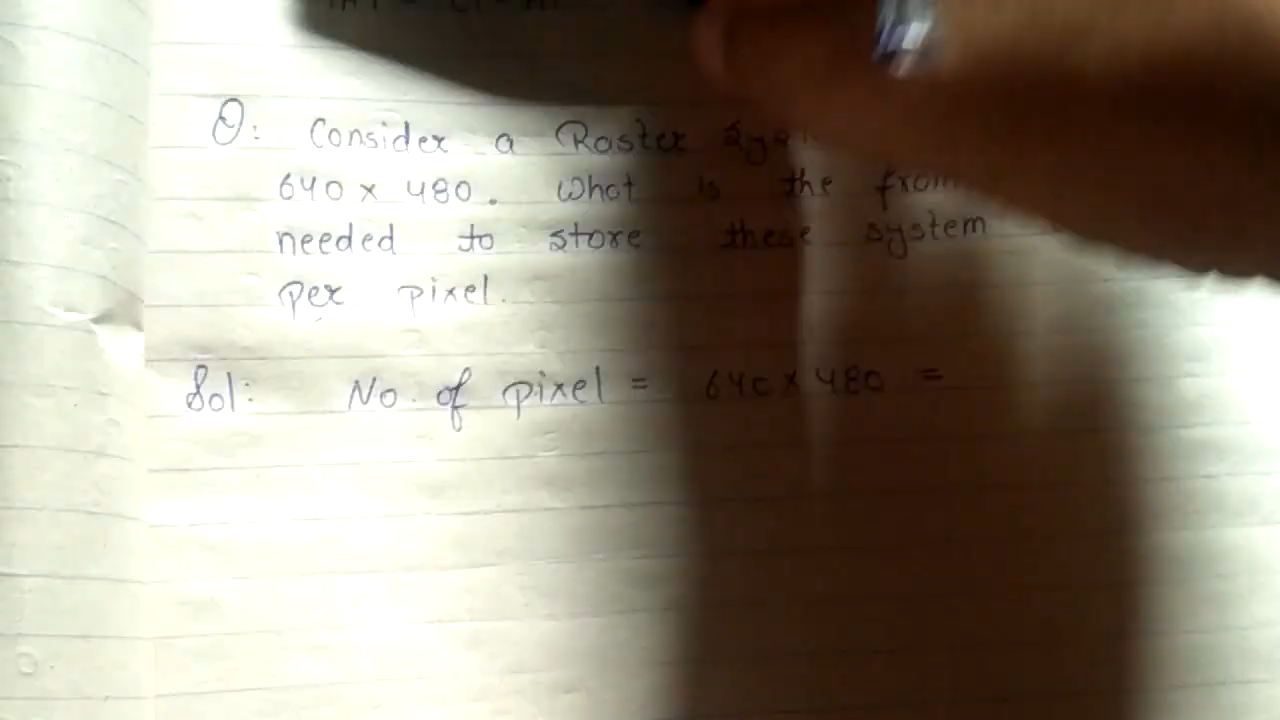 Q: Consider a Raster
640 x 480. What is the
needed to store these system
per pixel.
Sol: No. of pixel = 640 x 480 =